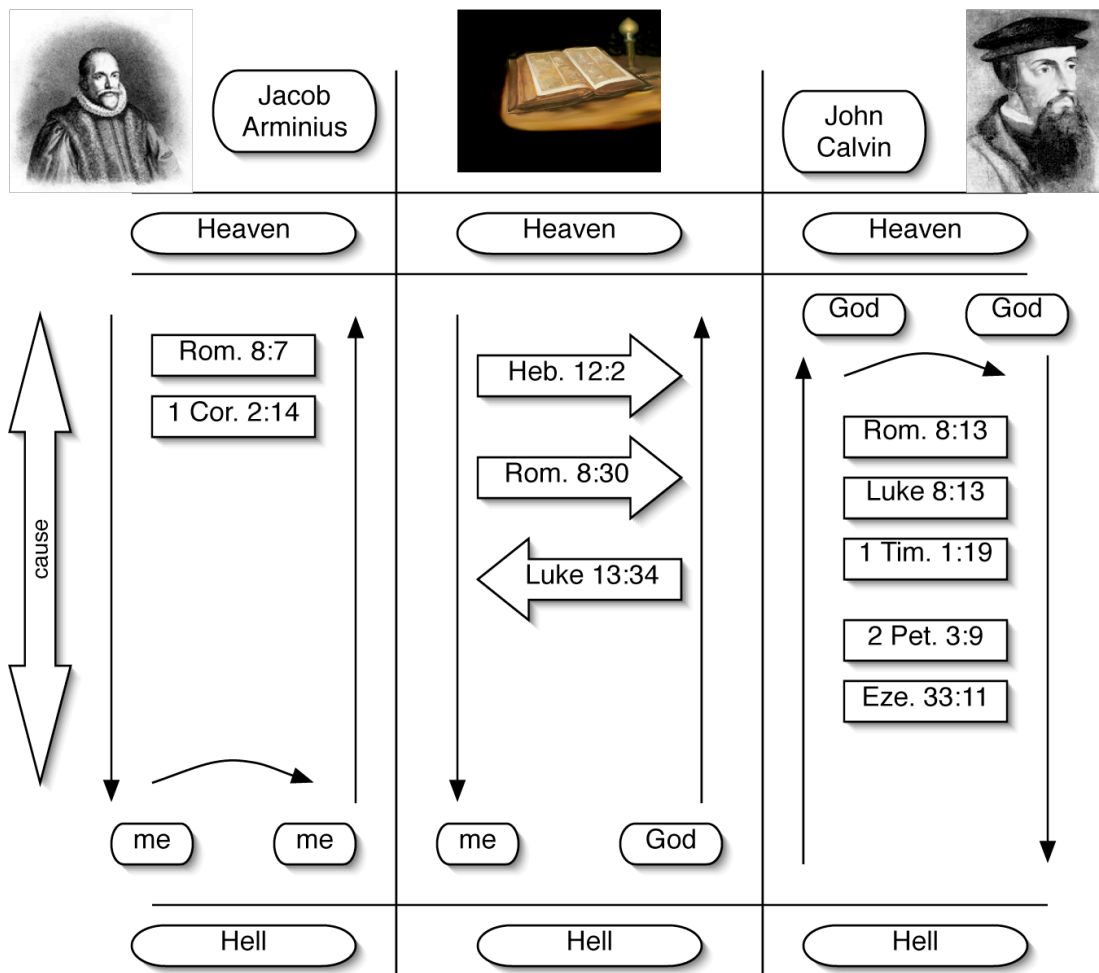 Jacob
Arminius
John
Calvin
Heaven
Heaven
Heaven
God
God
Rom. 8:7
1 Cor. 2:14
Heb. 12:2
Rom. 8:30
Luke 13:34
Rom. 8:13
Luke 8:13
1 Tim. 1:19
2 Pet. 3:9
Eze. 33:11
cause
me
me
me
God
Hell
Hell
Hell